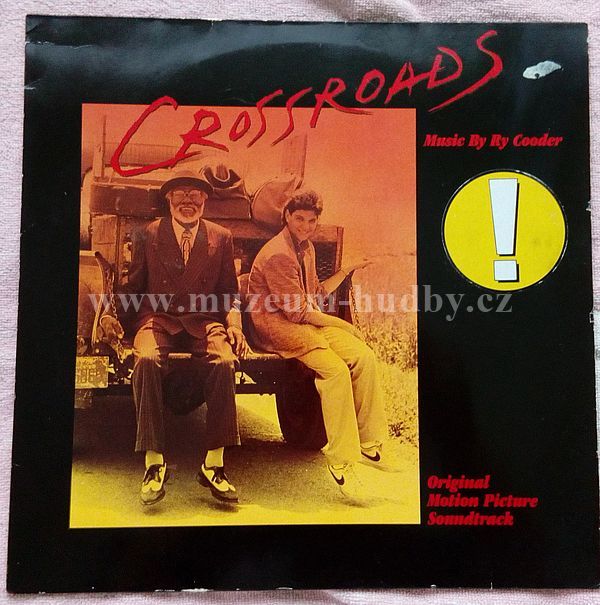 CROSSROADS
Music By Ry Cooder
!
www.muzeum-hudby.cz
Original
Motion Picture
Soundtrack